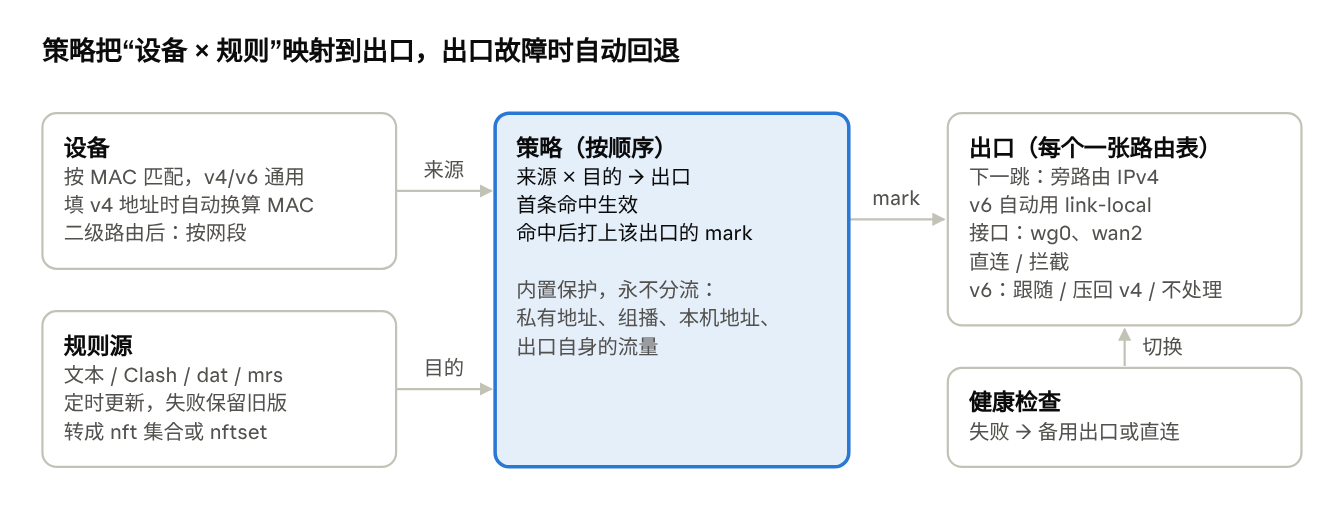 策略把“设备 × 规则”映射到出口，出口故障时自动回退
设备
按 MAC 匹配，v4/v6 通用
填 v4 地址时自动换算 MAC
二级路由后：按网段
来源
规则源
文本 / Clash / dat / mrs
定时更新，失败保留旧版
转成 nft 集合或 nftset
目的
策略（按顺序）
来源 × 目的 → 出口
首条命中生效
命中后打上该出口的 mark
内置保护，永不分流：
私有地址、组播、本机地址、
出口自身的流量
mark
出口（每个一张路由表）
下一跳：旁路由 IPv4
v6 自动用 link-local
接口：wg0、wan2
直连 / 拦截
v6：跟随 / 压回 v4 / 不处理
切换
健康检查
失败 → 备用出口或直连